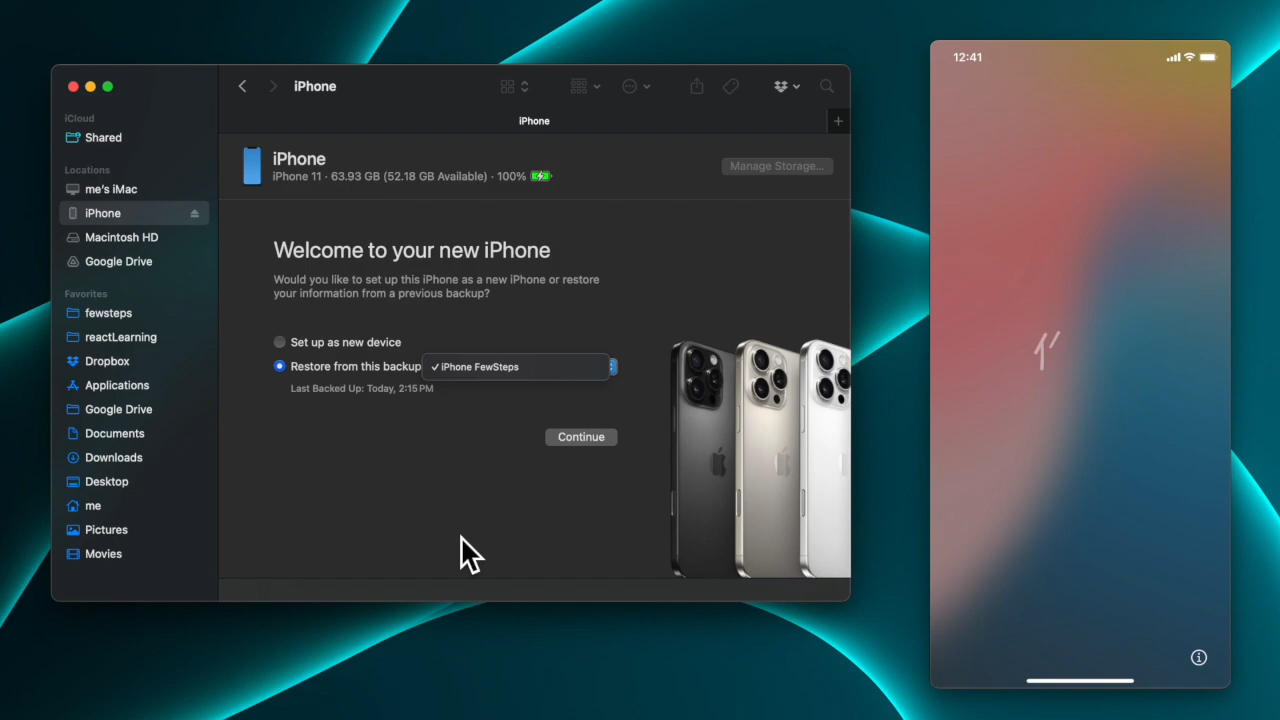 iPhone
iPhone
iCloud
Shared
Locations
me's iMac
iPhone
Macintosh HD
Google Drive
Favorites
fewsteps
reactLearning
Dropbox
Applications
Google Drive
Documents
Downloads
Desktop
me
Pictures
Movies
iPhone
iPhone 11 · 63.93 GB (52.18 GB Available) · 100%
Manage Storage...
Welcome to your new iPhone
Would you like to set up this iPhone as a new iPhone or restore
your information from a previous backup?
Set up as new device
Restore from this backup
✓ iPhone FewSteps
Last Backed Up: Today, 2:15 PM
Continue
12:41